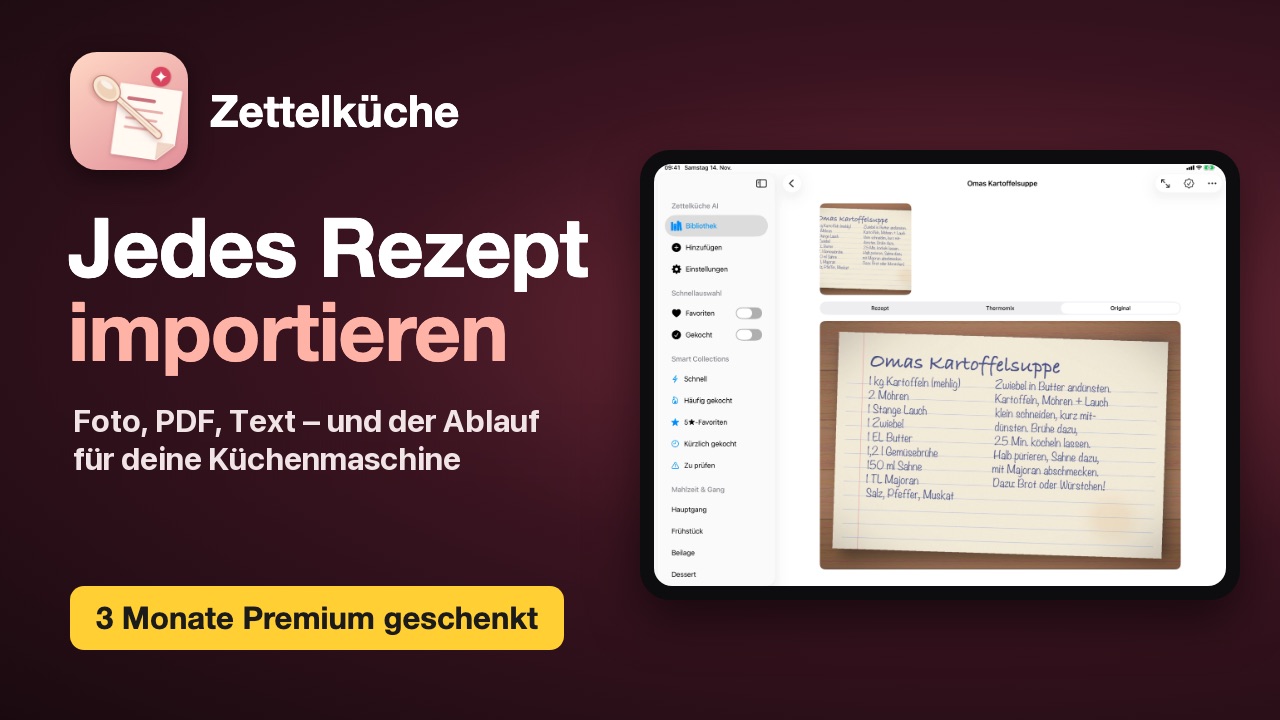 Zettelküche
Jedes Rezept
importieren
Foto, PDF, Text – und der Ablauf
für deine Küchenmaschine
3 Monate Premium geschenkt
09:41 Samstag 14. Nov.
Omas Kartoffelsuppe
Zettelküche AI
Bibliothek
Hinzufügen
Einstellungen
Schnellauswahl
Favoriten
Gekocht
Smart Collections
Schnell
Häufig gekocht
5★-Favoriten
Kürzlich gekocht
Zu prüfen
Mahlzeit & Gang
Hauptgang
Frühstück
Beilage
Dessert
Omas Kartoffelsuppe
Rezept Thermomix Original
Omas Kartoffelsuppe
1 kg Kartoffeln (mehlig)
2 Möhren
1 Stange Lauch
1 Zwiebel
1 EL Butter
1,2 l Gemüsebrühe
150 ml Sahne
1 TL Majoran
Salz, Pfeffer, Muskat
Zwiebel in Butter andünsten.
Kartoffeln, Möhren + Lauch
klein schneiden, kurz mit-
dünsten. Brühe dazu,
25 Min. köcheln lassen.
Halb pürieren, Sahne dazu,
mit Majoran abschmecken.
Dazu: Brot oder Würstchen!